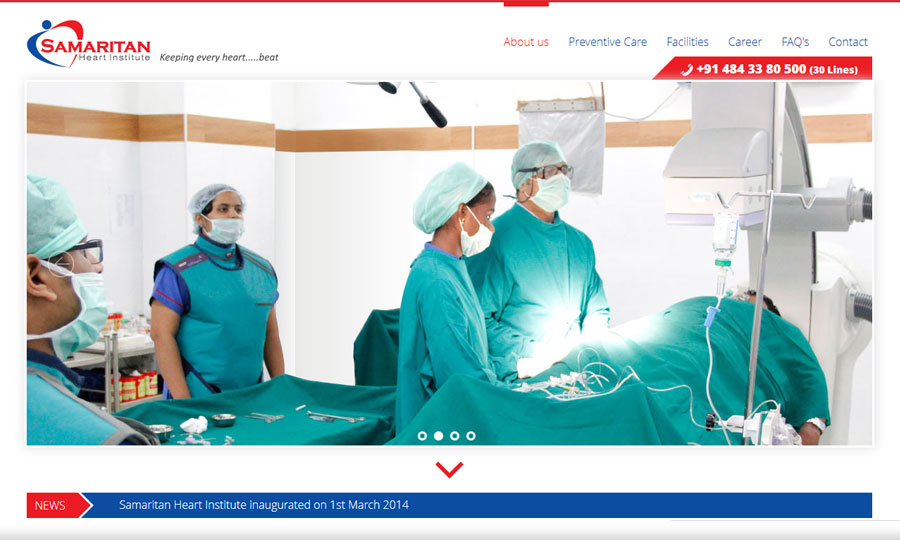 SAMARITAN
Heart Institute
Keeping every heart.....beat
About us Preventive Care Facilities Career FAQ's Contact
+91 484 33 80 500 (30 Lines)
NEWS Samaritan Heart Institute inaugurated on 1st March 2014